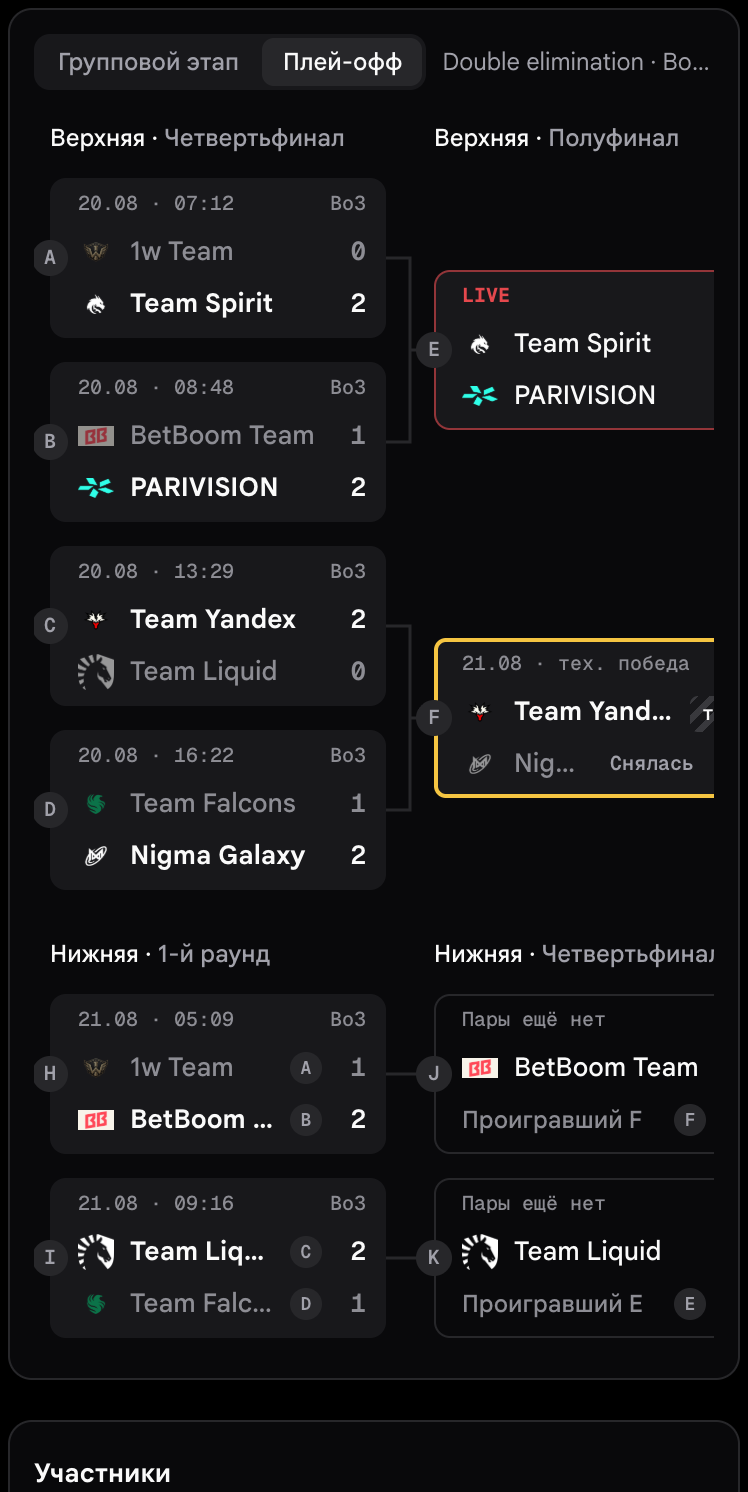 Групповой этап Плей-офф Double elimination · Bo...
Верхняя · Четвертьфинал
Верхняя · Полуфинал
20.08 · 07:12 Bo3
A
1w Team 0
Team Spirit 2
20.08 · 08:48 Bo3
B
BetBoom Team 1
PARIVISION 2
LIVE
E
Team Spirit
PARIVISION
20.08 · 13:29 Bo3
C
Team Yandex 2
Team Liquid 0
20.08 · 16:22 Bo3
D
Team Falcons 1
Nigma Galaxy 2
21.08 · тех. победа
F
Team Yand... т
Nig... Снялась
Нижняя · 1-й раунд
Нижняя · Четвертьфинал
21.08 · 05:09 Bo3
H
1w Team A 1
BetBoom ... B 2
Пары ещё нет
J
BetBoom Team
Проигравший F F
21.08 · 09:16 Bo3
I
Team Liq... C 2
Team Falc... D 1
Пары ещё нет
K
Team Liquid
Проигравший E E
Участники